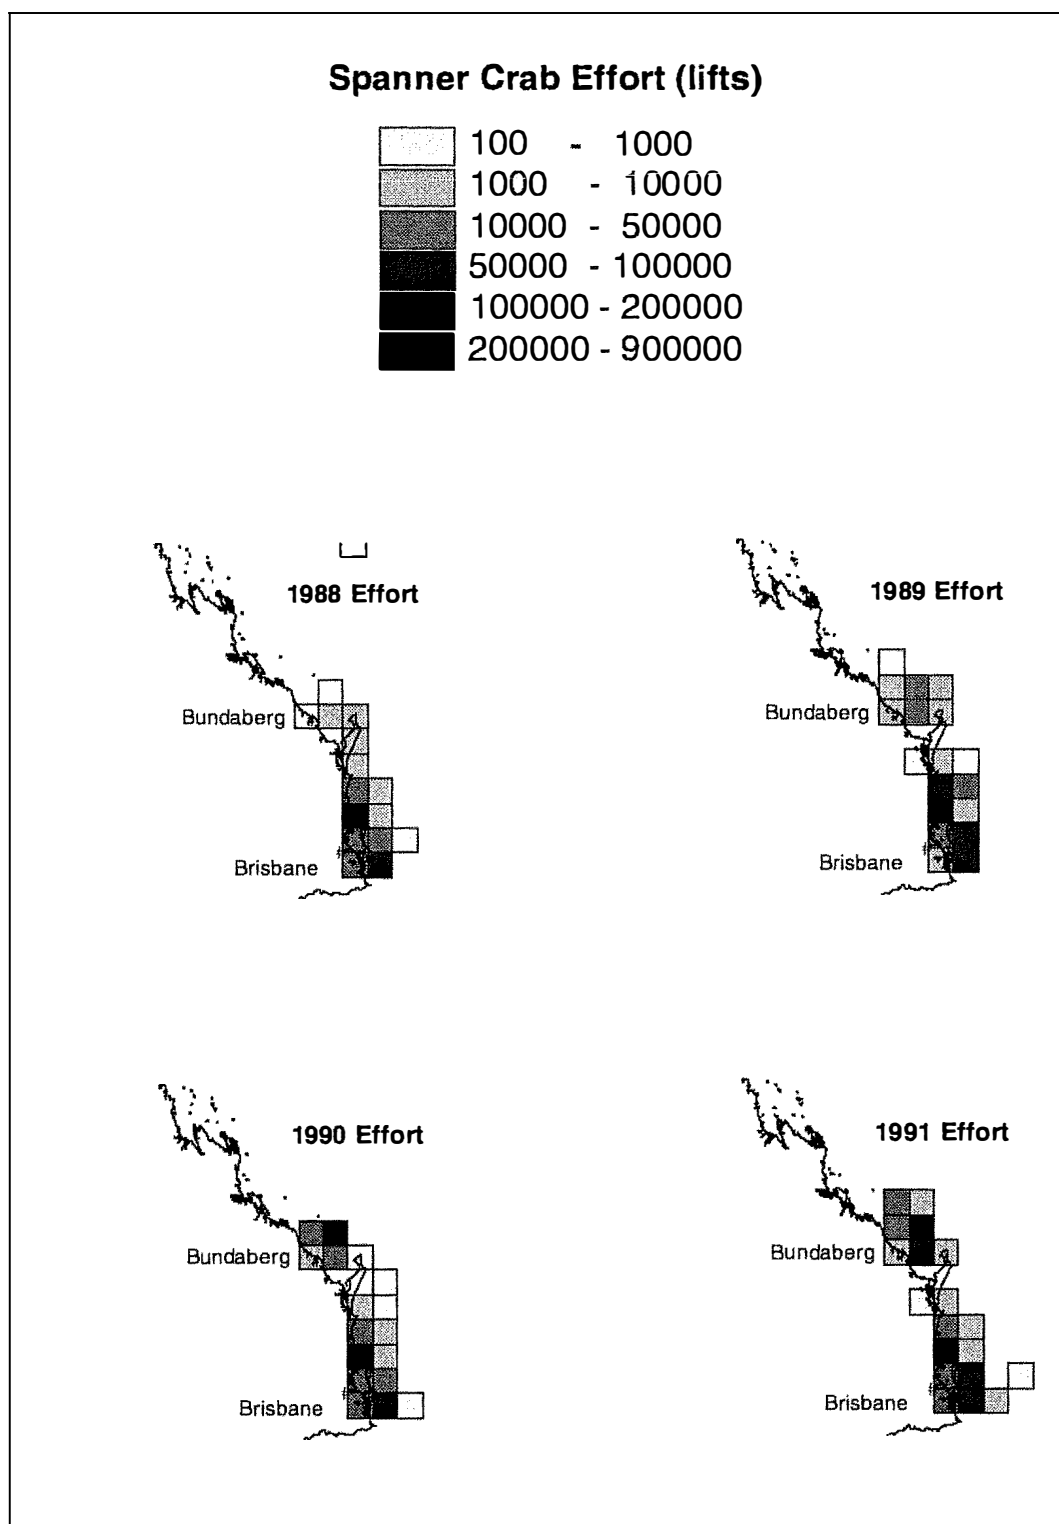 Spanner Crab Effort (lifts)
100 - 1000
1000 - 10000
10000 - 50000
50000 - 100000
100000 - 200000
200000 - 900000
1988 Effort
Bundaberg
Brisbane
1989 Effort
Bundaberg
Brisbane
1990 Effort
Bundaberg
Brisbane
1991 Effort
Bundaberg
Brisbane